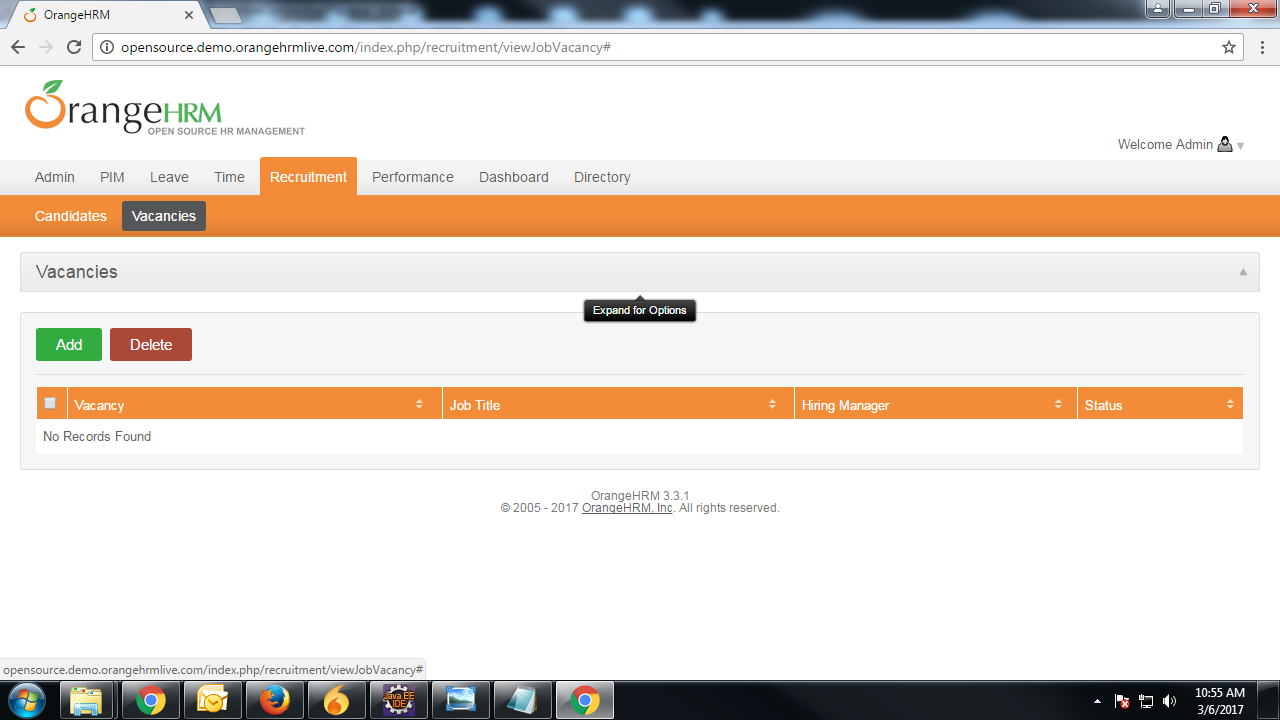 OrangeHRM
opensource.demo.orangehrmlive.com/index.php/recruitment/viewJobVacancy#
OrangeHRM
OPEN SOURCE HR MANAGEMENT
Welcome Admin
Admin PIM Leave Time Recruitment Performance Dashboard Directory
Candidates Vacancies
Vacancies
Expand for Options
Add Delete
Vacancy Job Title Hiring Manager Status
No Records Found
OrangeHRM 3.3.1
© 2005 - 2017 OrangeHRM, Inc. All rights reserved.
opensource.demo.orangehrmlive.com/index.php/recruitment/viewJobVacancy#
Java EE
IDE
10:55 AM
3/6/2017